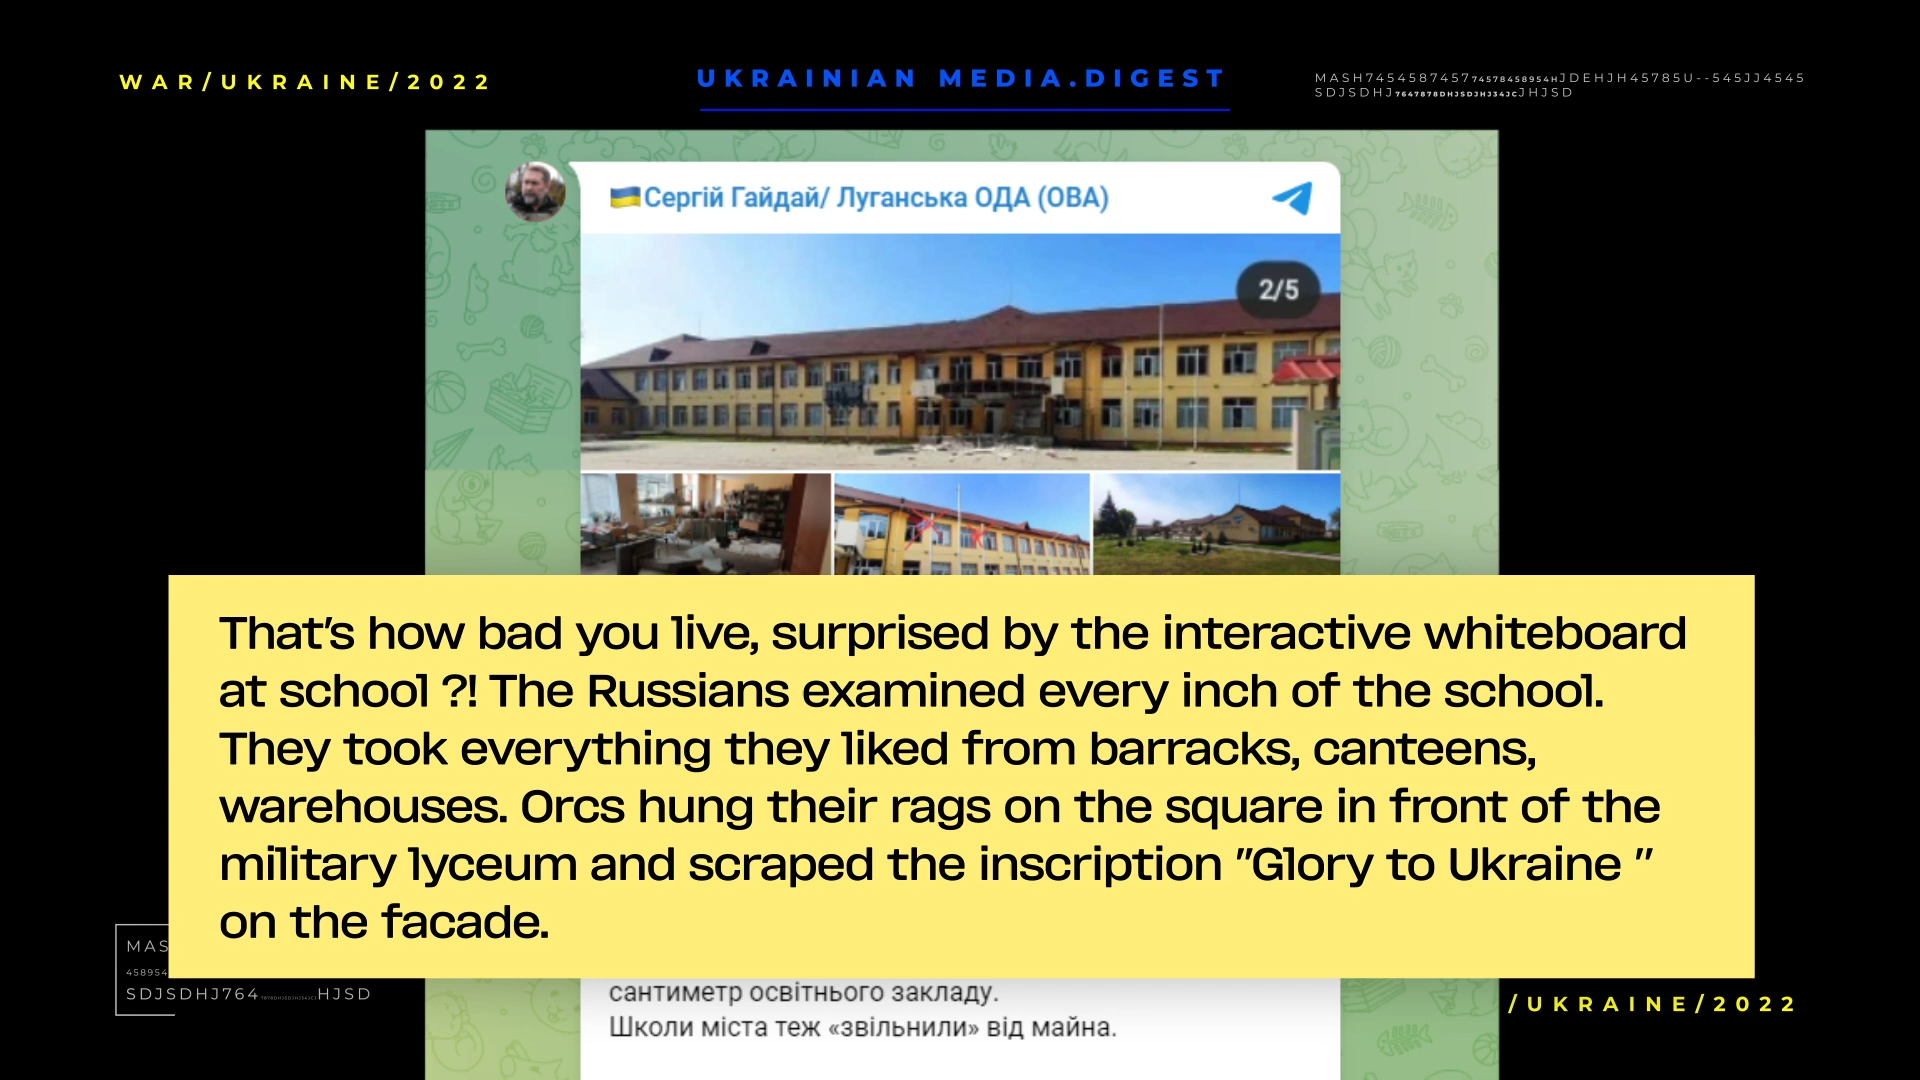 WAR/UKRAINE/2022
UKRAINIAN MEDIA.DIGEST
MASH745458745774578458954HJDEHJH45785U--545JJ4545
SDJSDHJ7647878DHJSDJHJ34JCJHJSD
Сергій Гайдай/ Луганська ОДА (ОВА)
2/5
That's how bad you live, surprised by the interactive whiteboard
at school ?! The Russians examined every inch of the school.
They took everything they liked from barracks, canteens,
warehouses. Orcs hung their rags on the square in front of the
military lyceum and scraped the inscription "Glory to Ukraine "
on the facade.
MAS
458954
SDJSDHJ764 HJSD
сантиметр освітнього закладу.
Школи міста теж «звільнили» від майна.
/UKRAINE/2022